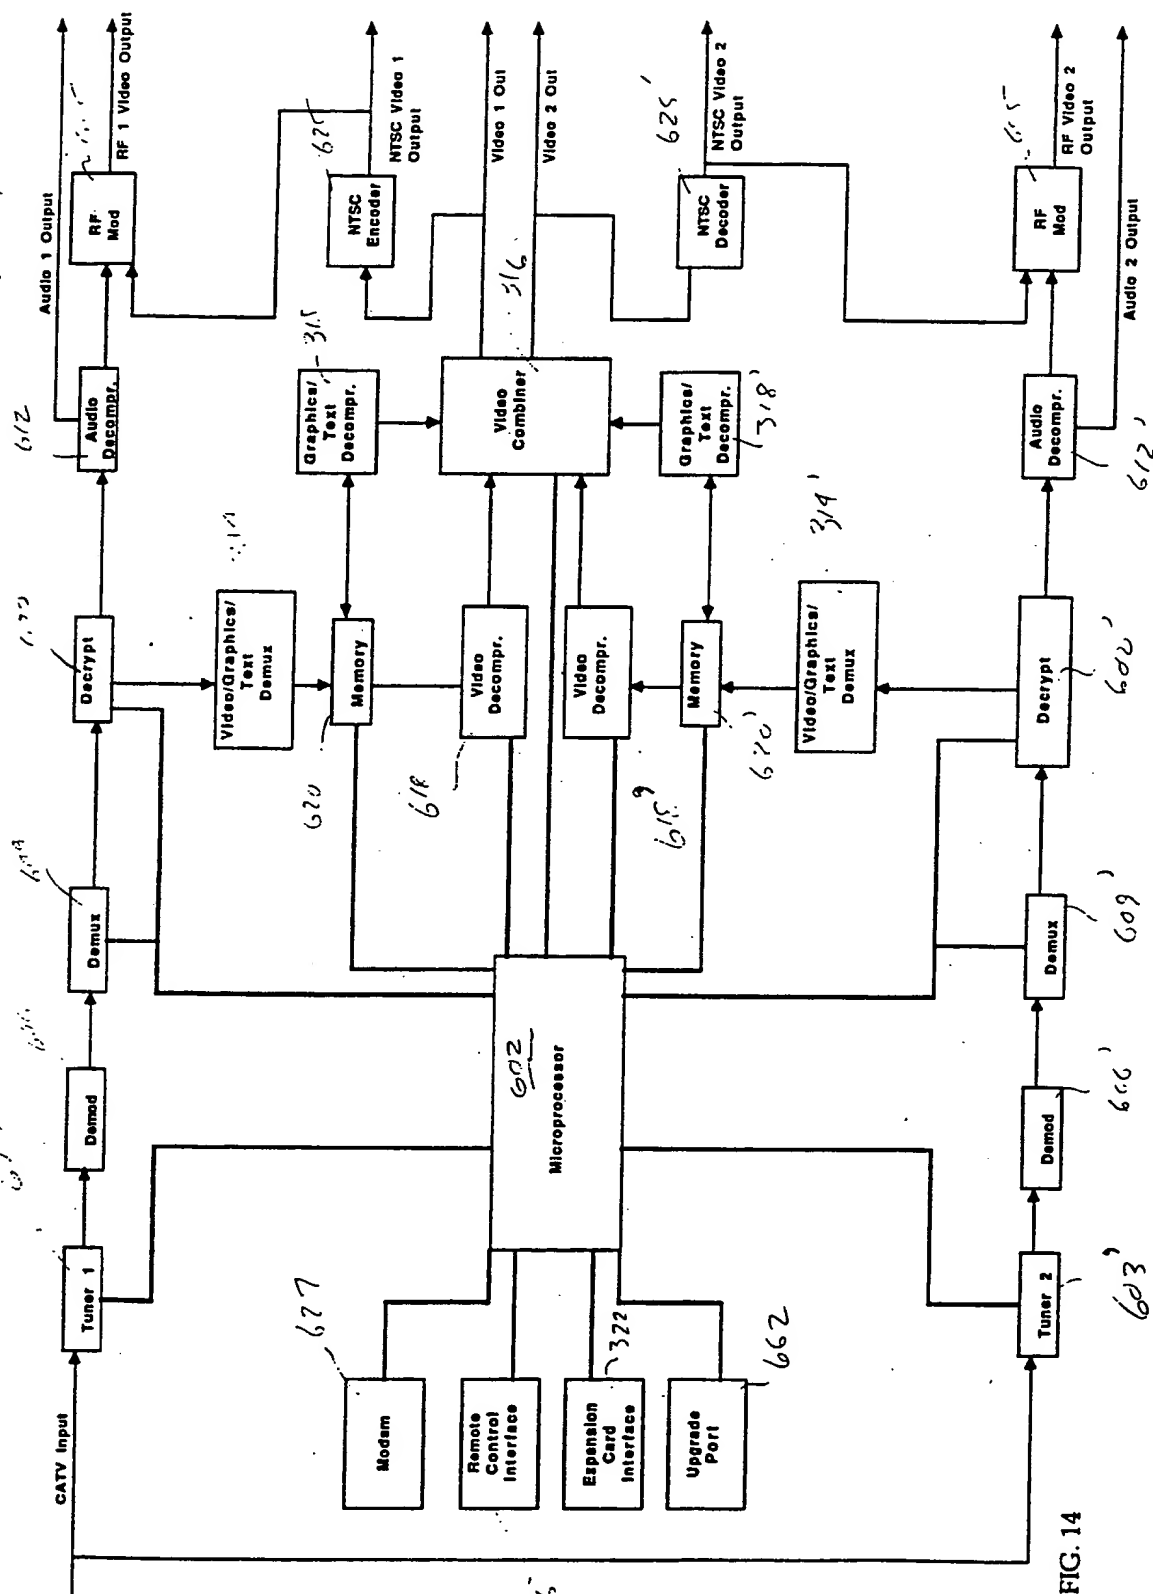 CATV Input
Tuner 1
Demod
Demux
Decrypt
Audio
Decompr.
612
RF
Mod
Audio 1 Output
RF 1 Video Output
Video/Graphics/
Text
Demux
Memory
620
Graphics/
Text
Decompr.
NTSC
Encoder
625
NTSC Video 1
Output
Modem
627
Remote
Control
Interface
Expansion
Card
Interface
322
Upgrade
Port
662
Microprocessor
602
Video
Decompr.
618
Video
Combiner
316
Video 1 Out
Video 2 Out
Video
Decompr.
Memory
620'
Graphics/
Text
Decompr.
318'
NTSC
Decoder
625'
NTSC Video 2
Output
Video/Graphics/
Text
Demux
314'
Tuner 2
603'
Demod
606'
Demux
609'
Decrypt
602'
Audio
Decompr.
612'
RF
Mod
RF Video 2
Output
Audio 2 Output
FIG. 14